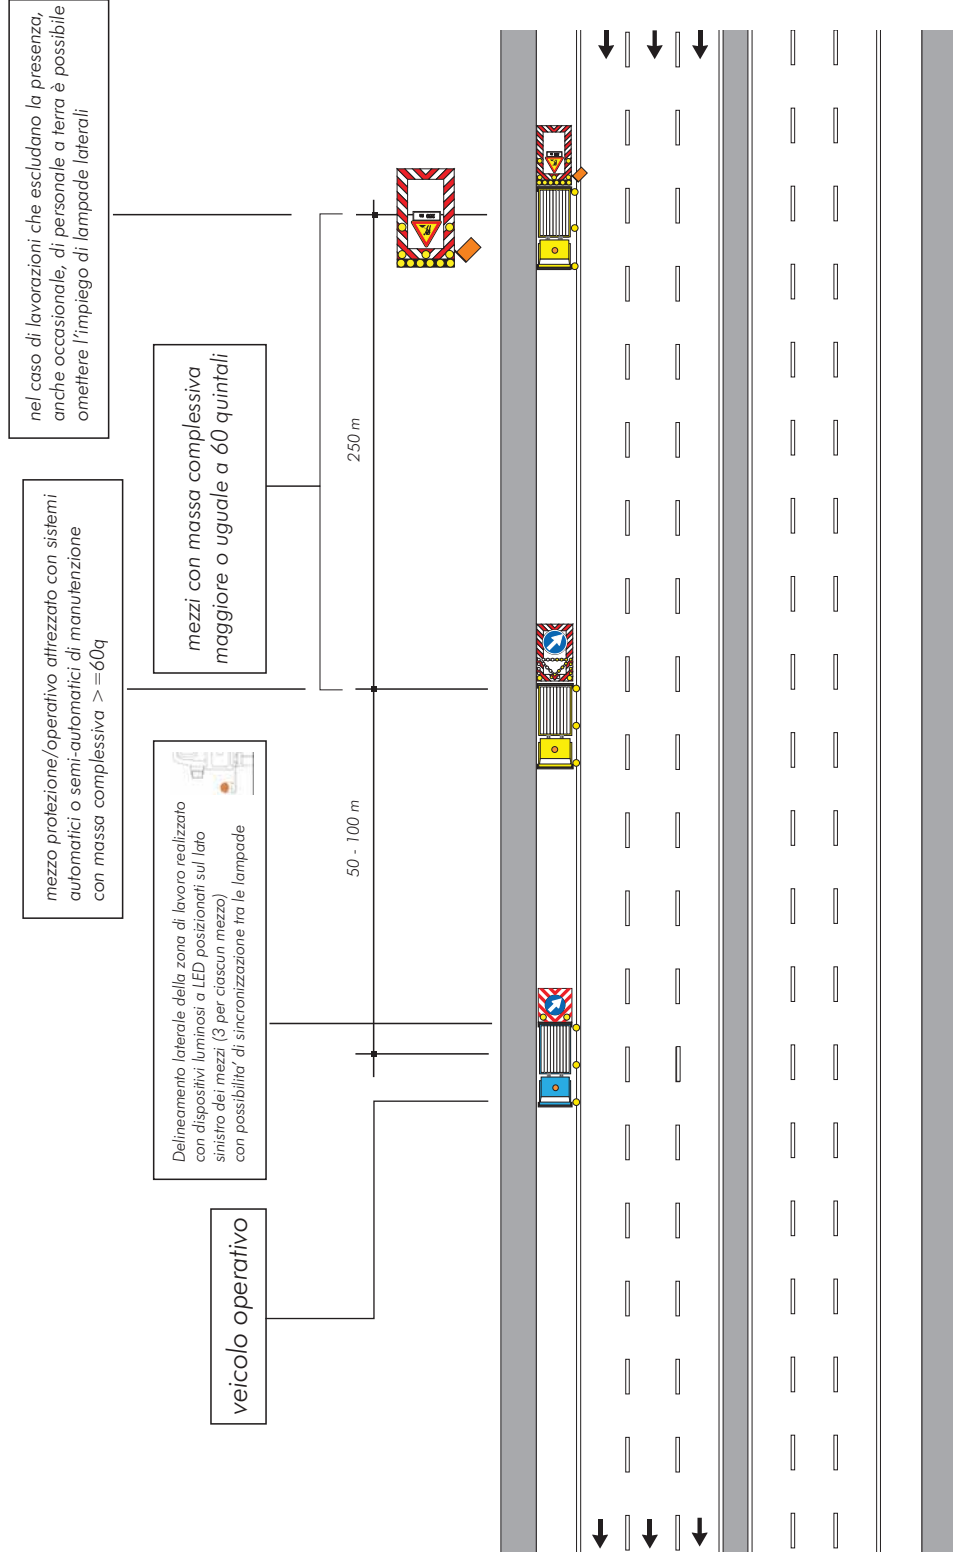 nel caso di lavorazioni che escludano la presenza,
anche occasionale, di personale a terra è possibile
omettere l'impiego di lampade laterali
mezzo protezione/operativo attrezzato con sistemi
automatici o semi-automatici di manutenzione
con massa complessiva >=60q
mezzi con massa complessiva
maggiore o uguale a 60 quintali
Delineamento laterale della zona di lavoro realizzato
con dispositivi luminosi a LED posizionati sul lato
sinistro dei mezzi (3 per ciascun mezzo)
con possibilita' di sincronizzazione tra le lampade
veicolo operativo
50 - 100 m
250 m